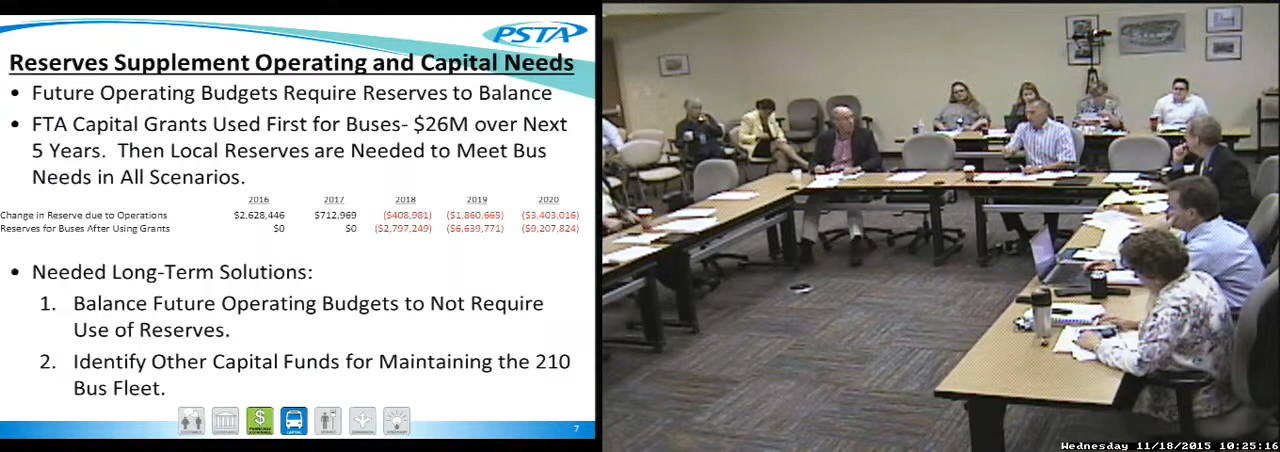 PSTA
Reserves Supplement Operating and Capital Needs
• Future Operating Budgets Require Reserves to Balance
• FTA Capital Grants Used First for Buses- $26M over Next
5 Years. Then Local Reserves are Needed to Meet Bus
Needs in All Scenarios.
2016 2017 2018 2019 2020
Change in Reserve due to Operations $2,628,446 $712,969 ($408,981) ($1,860,665) ($3,403,016)
Reserves for Buses After Using Grants $0 $0 ($2,797,249) ($6,639,771) ($9,207,824)
• Needed Long-Term Solutions:
1. Balance Future Operating Budgets to Not Require
Use of Reserves.
2. Identify Other Capital Funds for Maintaining the 210
Bus Fleet.
CAPITAL
7
Wednesday 11/18/2015 10:25:16